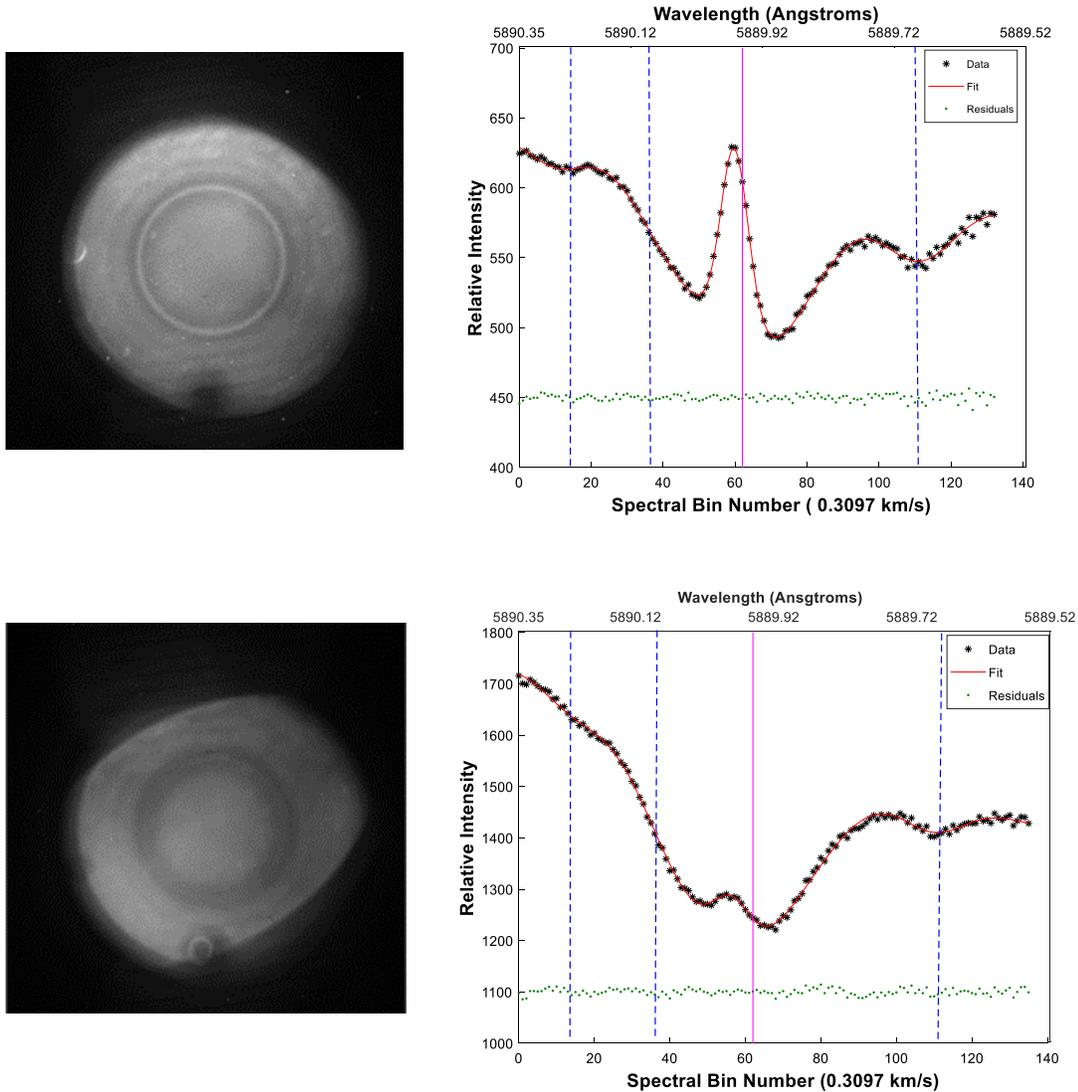 Wavelength (Angstroms)
5890.35 5890.12 5889.92 5889.72 5889.52
700
650
600
550
500
450
400
Relative Intensity
Data
Fit
Residuals
0 20 40 60 80 100 120 140
Spectral Bin Number ( 0.3097 km/s)
Wavelength (Ansgtroms)
5890.35 5890.12 5889.92 5889.72 5889.52
1800
1700
1600
1500
1400
1300
1200
1100
1000
Relative Intensity
Data
Fit
Residuals
0 20 40 60 80 100 120 140
Spectral Bin Number (0.3097 km/s)